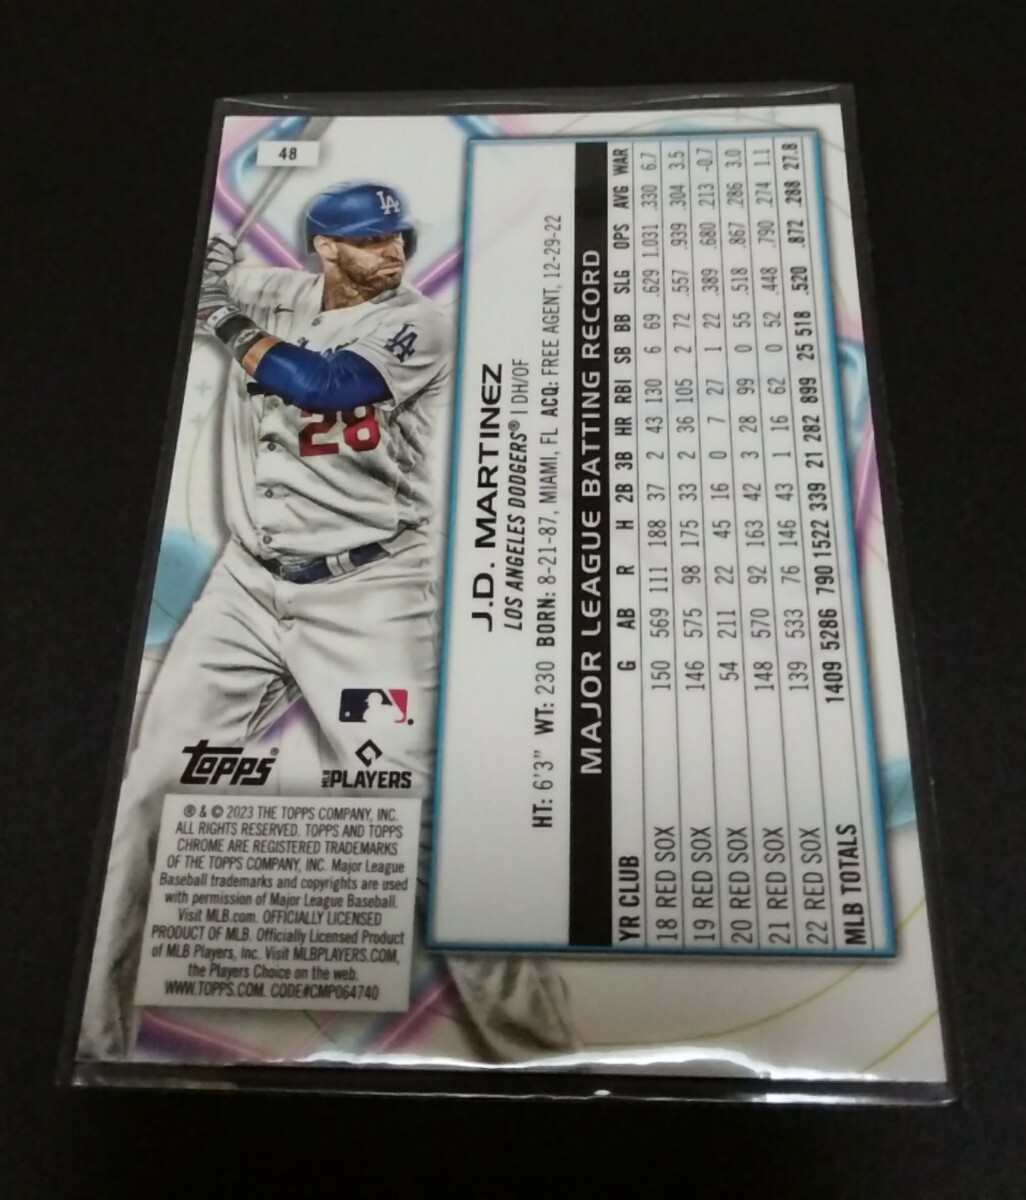 48
LA
LA
28
Topps®
MLB PLAYERS
® & © 2023 THE TOPPS COMPANY, INC.
ALL RIGHTS RESERVED. TOPPS AND TOPPS
CHROME ARE REGISTERED TRADEMARKS
OF THE TOPPS COMPANY, INC. Major League
Baseball trademarks and copyrights are used
with permission of Major League Baseball.
Visit MLB.com. OFFICIALLY LICENSED
PRODUCT OF MLB. Officially Licensed Product
of MLB Players, Inc. Visit MLBPLAYERS.COM,
the Players Choice on the web.
WWW.TOPPS.COM. CODE#CMP064740
J.D. MARTINEZ
LOS ANGELES DODGERS® | DH/OF
HT: 6'3" WT: 230 BORN: 8-21-87, MIAMI, FL ACQ: FREE AGENT, 12-29-22
MAJOR LEAGUE BATTING RECORD
YR CLUB G AB R H 2B 3B HR RBI SB BB SLG OPS AVG WAR
18 RED SOX 150 569 111 188 37 2 43 130 6 69 .629 1.031 .330 6.7
19 RED SOX 146 575 98 175 33 2 36 105 2 72 .557 .939 .304 3.5
20 RED SOX 54 211 22 45 16 0 7 27 1 22 .389 .680 .213 -0.7
21 RED SOX 148 570 92 163 42 3 28 99 0 55 .518 .867 .286 3.0
22 RED SOX 139 533 76 146 43 1 16 62 0 52 .448 .790 .274 1.1
MLB TOTALS 1409 5286 790 1522 339 21 282 899 25 518 .520 .872 .288 27.8